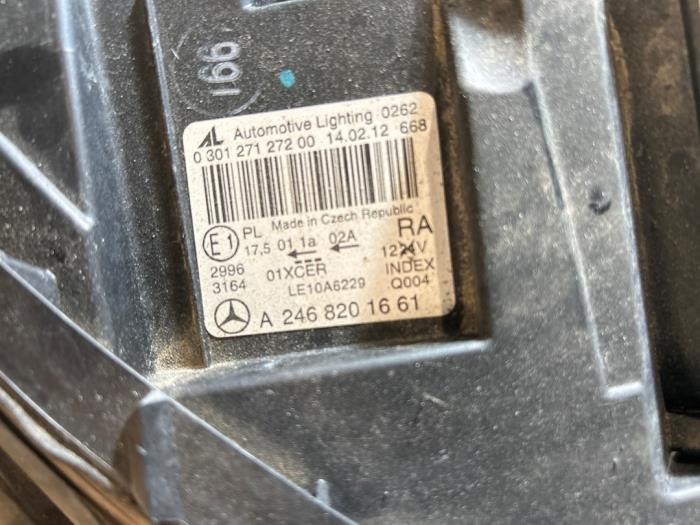 991
AL Automotive Lighting 0262
0 301 271 272 00 14.02.12 668
Made in Czech Republic
E1 PL RA
17,5 01 1a 02A 12V
2996 01XCER INDEX
3164 LE10A6229 Q004
A 246 820 16 61